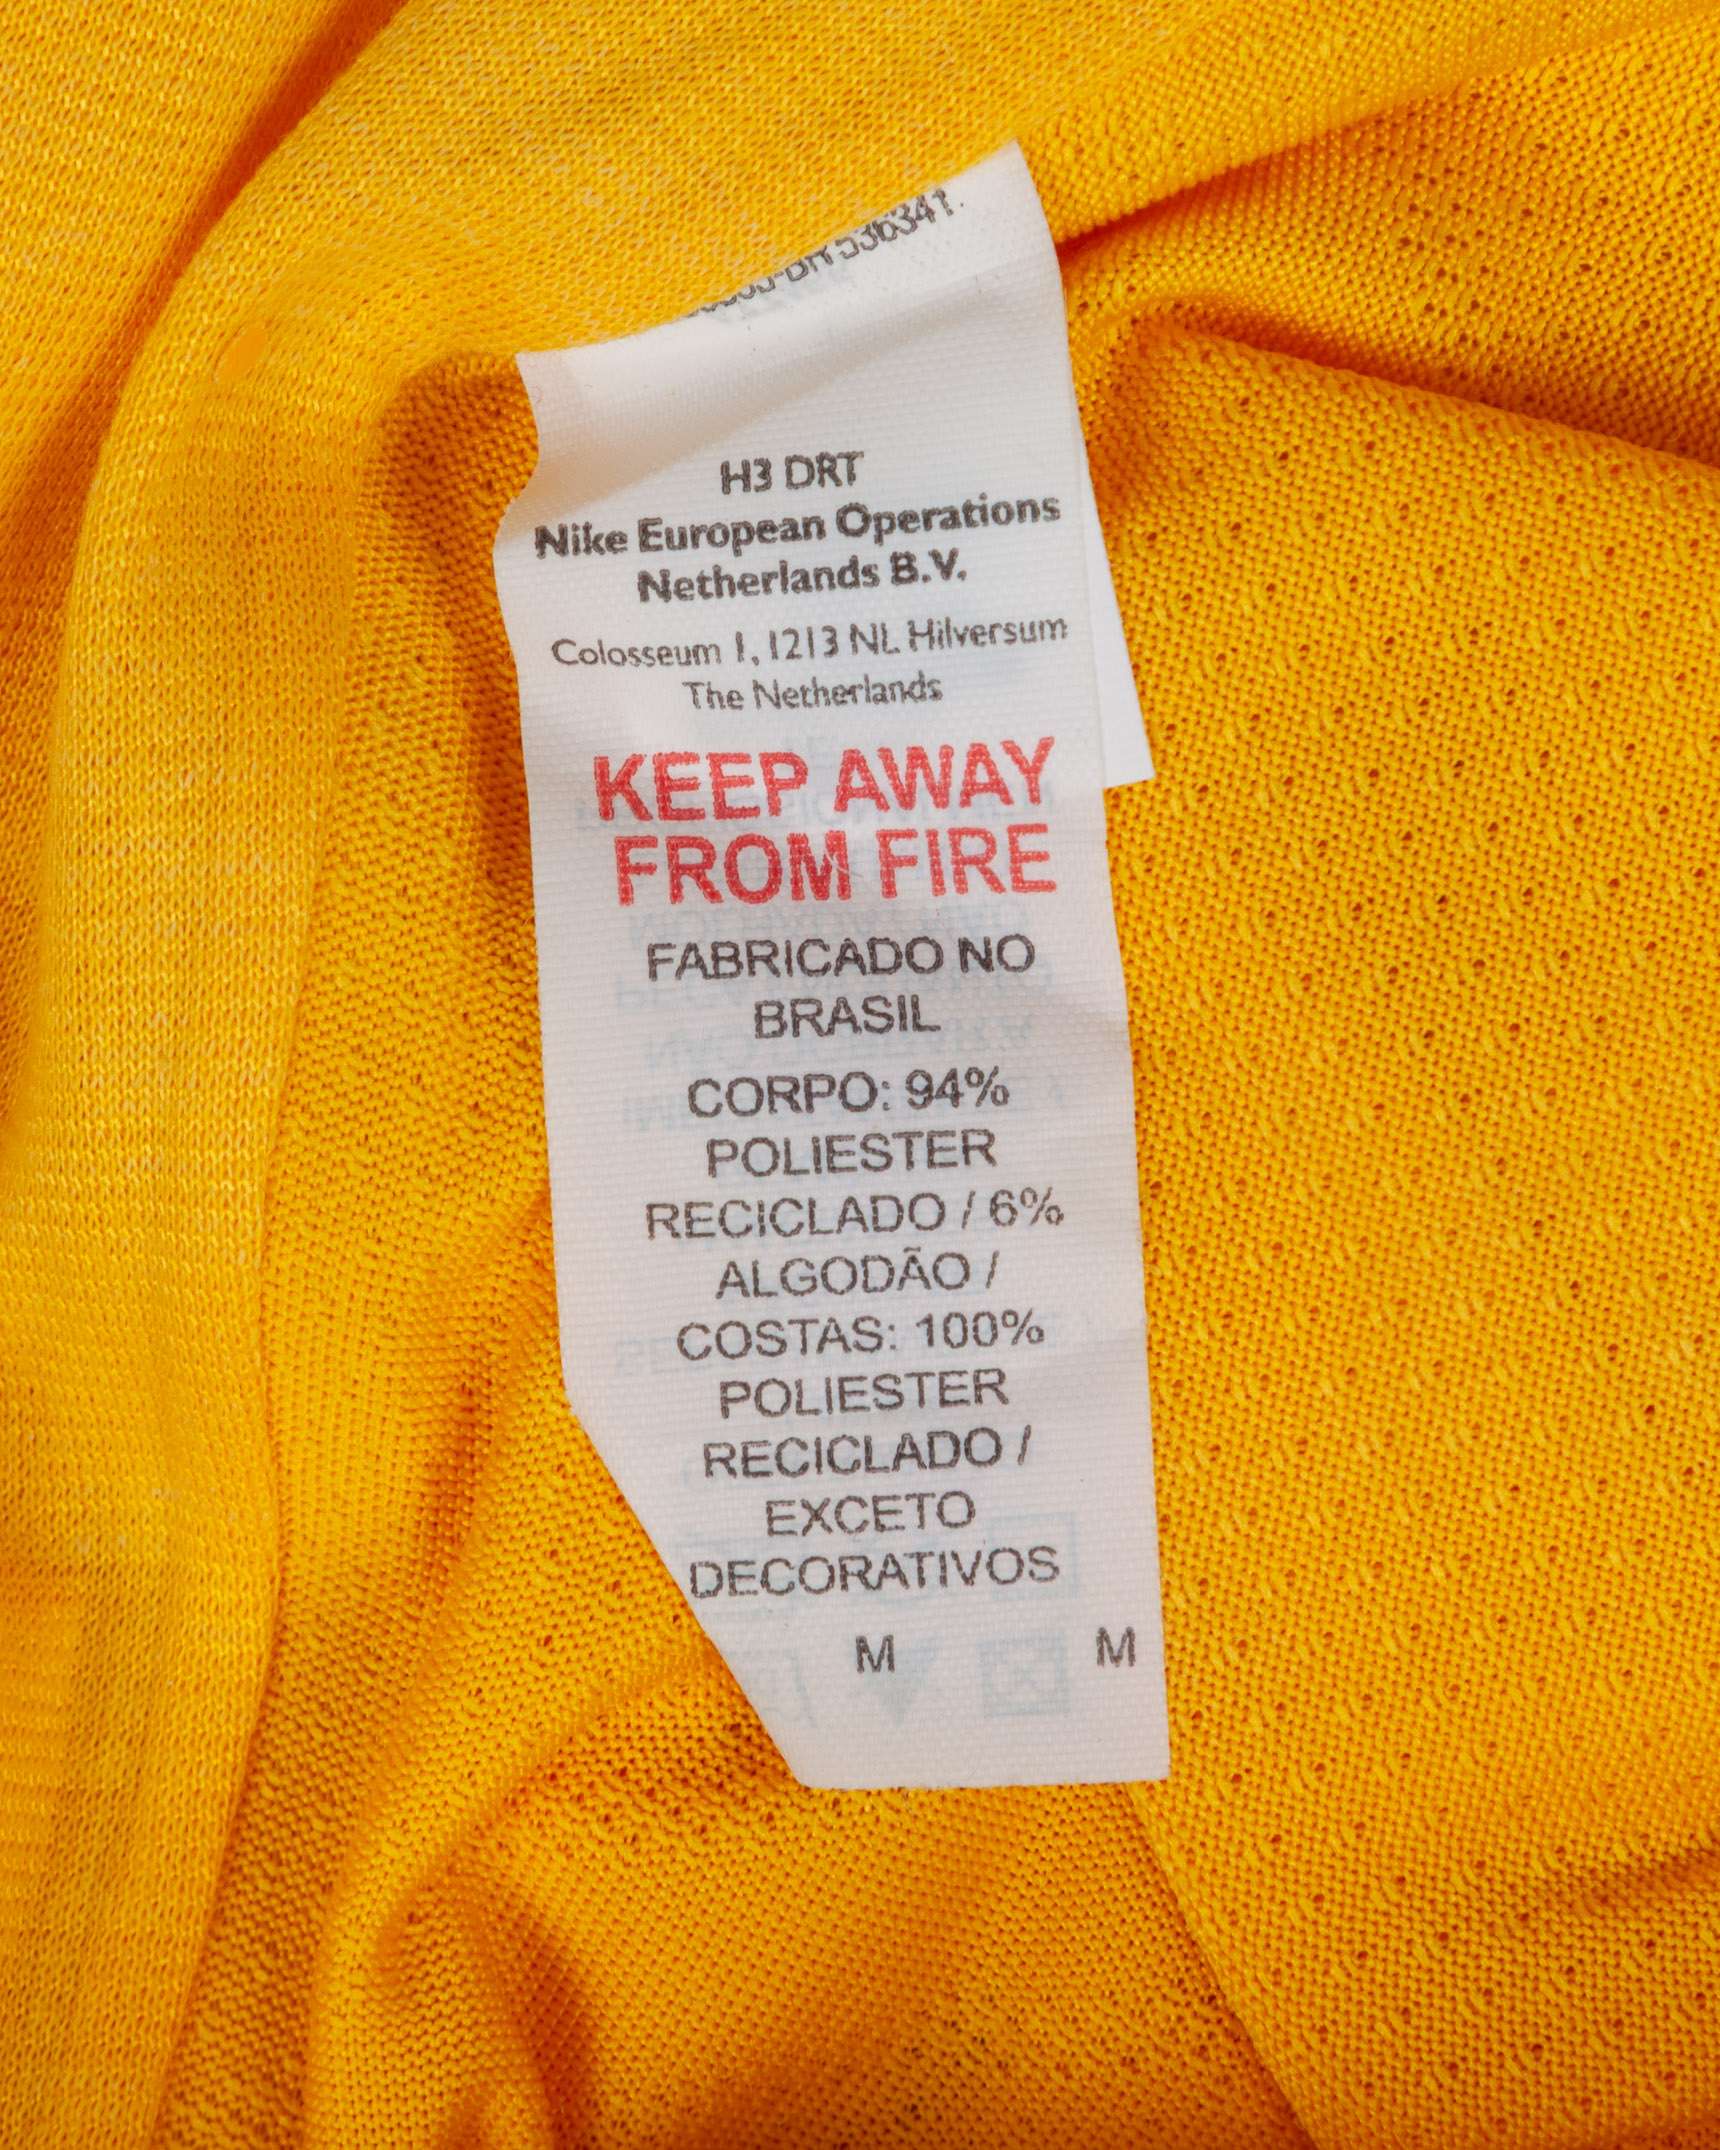 536341
H3 DRT
Nike European Operations
Netherlands B.V.
Colosseum 1, 1213 NL Hilversum
The Netherlands
KEEP AWAY
FROM FIRE
FABRICADO NO
BRASIL
CORPO: 94%
POLIESTER
RECICLADO / 6%
ALGODÃO /
COSTAS: 100%
POLIESTER
RECICLADO /
EXCETO
DECORATIVOS
M M